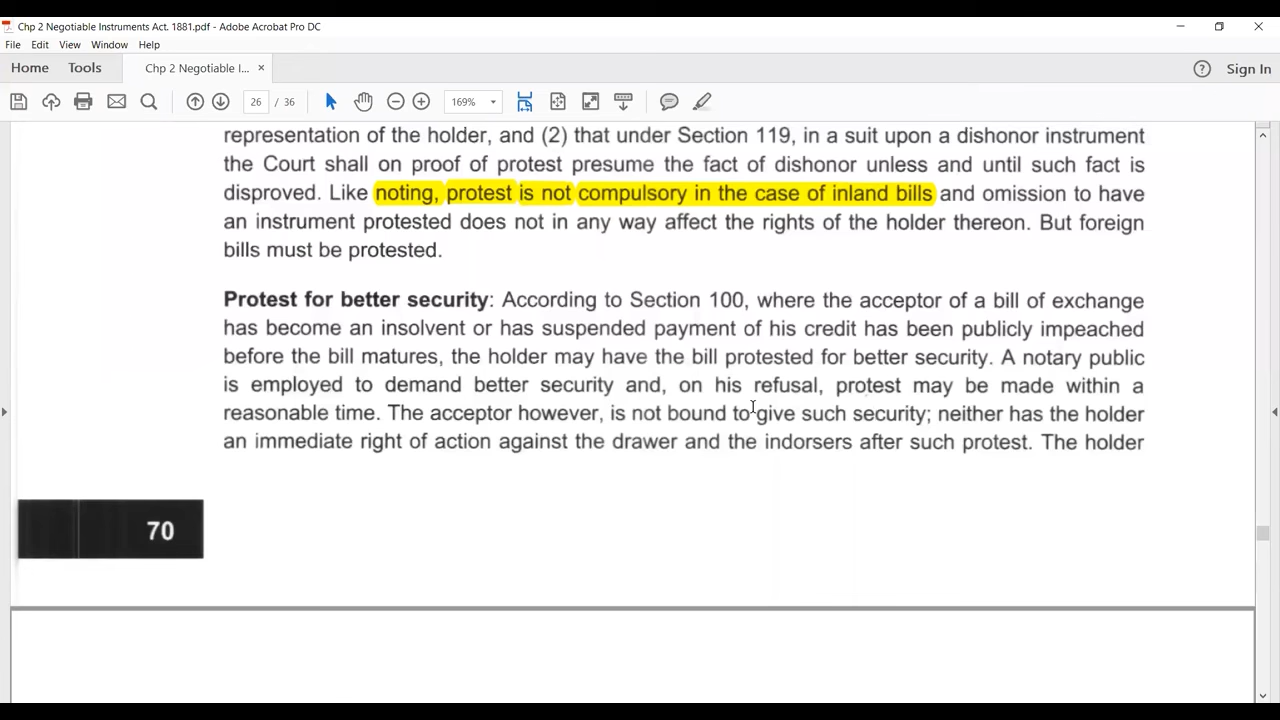 Chp 2 Negotiable Instruments Act. 1881.pdf - Adobe Acrobat Pro DC
File Edit View Window Help
Home Tools Chp 2 Negotiable I... × Sign In
26 / 36 169%
representation of the holder, and (2) that under Section 119, in a suit upon a dishonor instrument
the Court shall on proof of protest presume the fact of dishonor unless and until such fact is
disproved. Like noting, protest is not compulsory in the case of inland bills and omission to have
an instrument protested does not in any way affect the rights of the holder thereon. But foreign
bills must be protested.
Protest for better security: According to Section 100, where the acceptor of a bill of exchange
has become an insolvent or has suspended payment of his credit has been publicly impeached
before the bill matures, the holder may have the bill protested for better security. A notary public
is employed to demand better security and, on his refusal, protest may be made within a
reasonable time. The acceptor however, is not bound to give such security; neither has the holder
an immediate right of action against the drawer and the indorsers after such protest. The holder
70